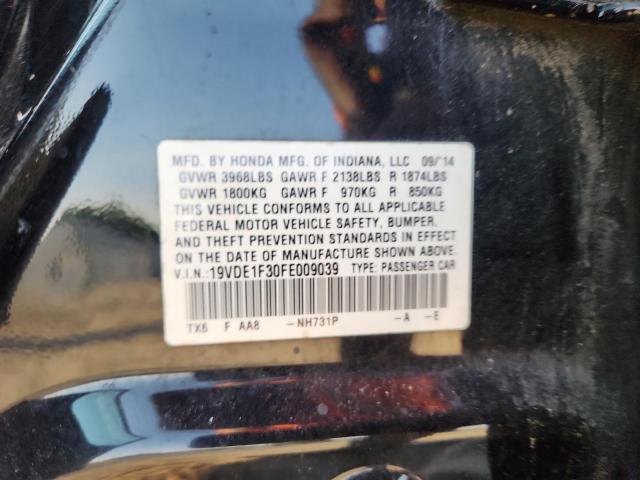 MFD. BY HONDA MFG. OF INDIANA, LLC 09/'14
GVWR 3968LBS GAWR F 2138LBS R 1874LBS
GVWR 1800KG GAWR F 970KG R 850KG
THIS VEHICLE CONFORMS TO ALL APPLICABLE
FEDERAL MOTOR VEHICLE SAFETY, BUMPER,
AND THEFT PREVENTION STANDARDS IN EFFECT
ON THE DATE OF MANUFACTURE SHOWN ABOVE.
V.I.N.:19VDE1F30FE009039 TYPE: PASSENGER CAR
TX6 F AA8 -NH731P -A -E